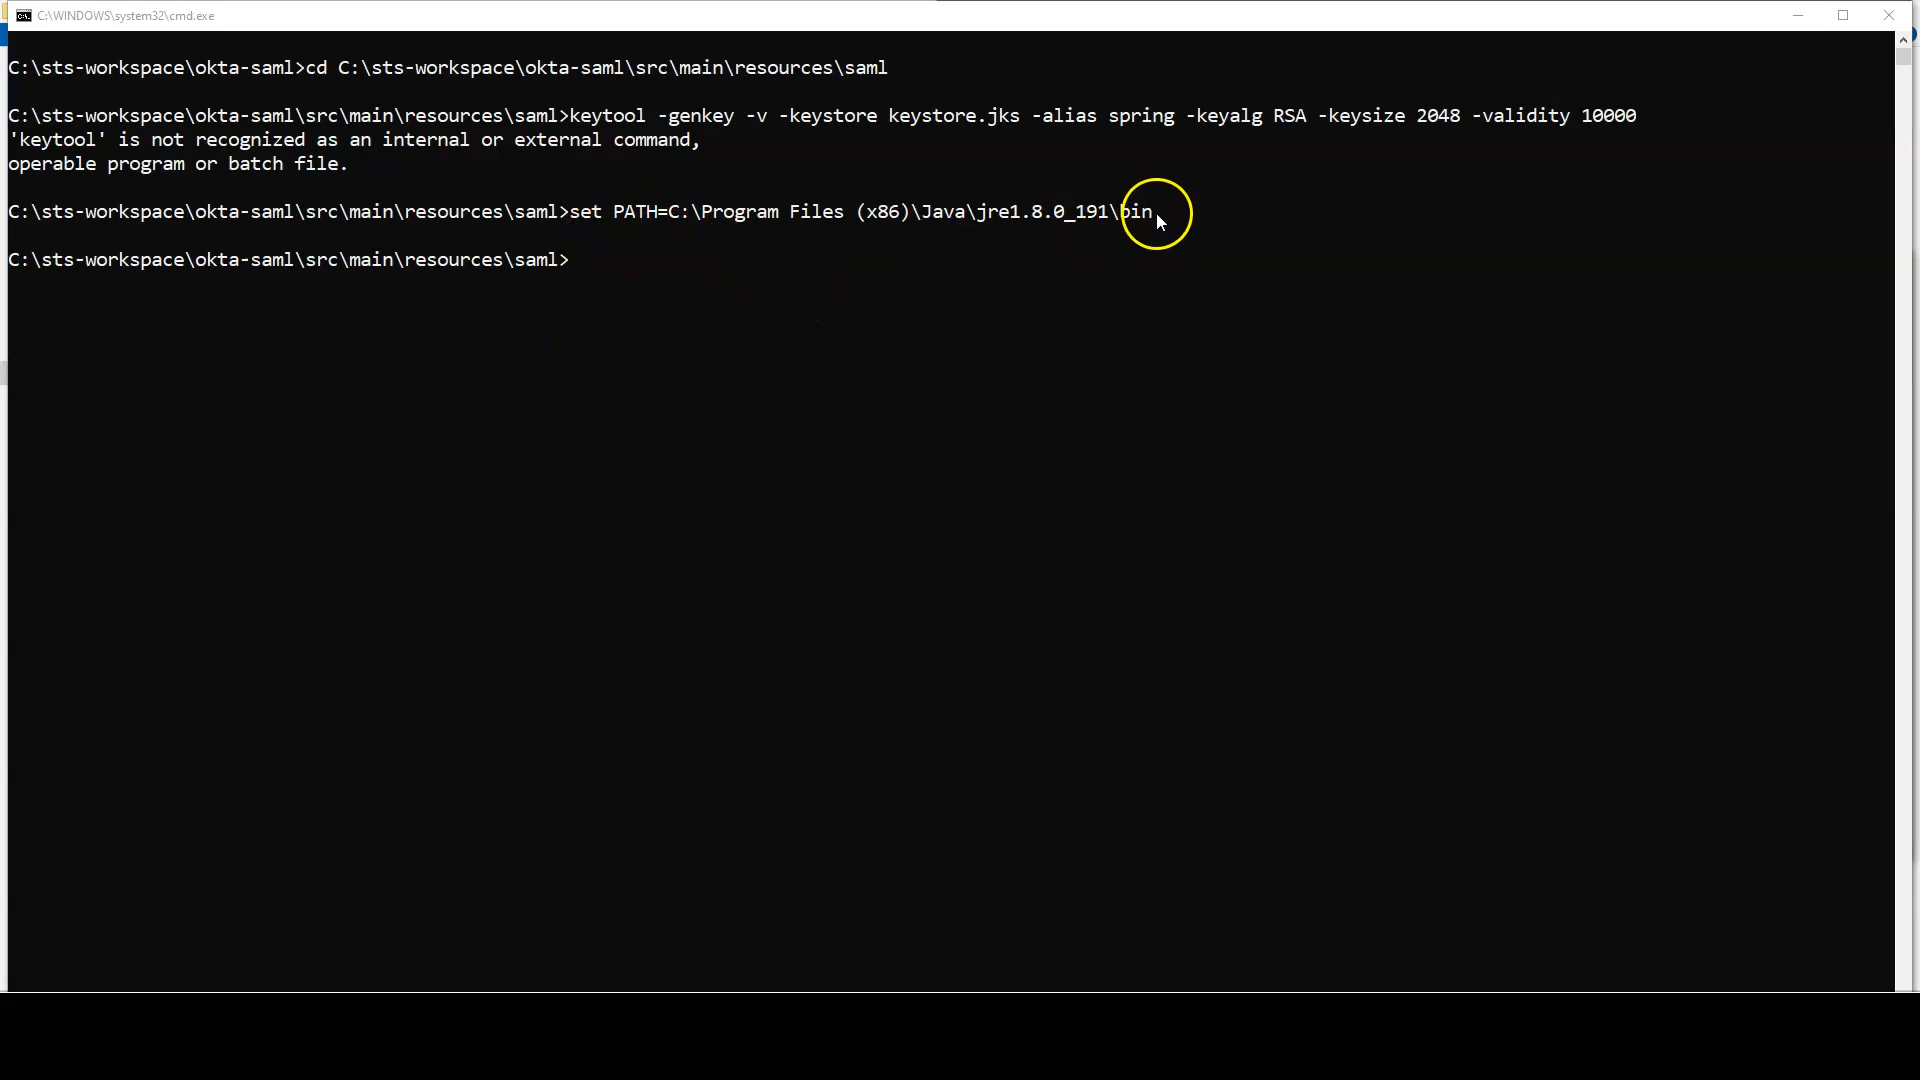 C:\WINDOWS\system32\cmd.exe
C:\sts-workspace\okta-saml>cd C:\sts-workspace\okta-saml\src\main\resources\saml
C:\sts-workspace\okta-saml\src\main\resources\saml>keytool -genkey -v -keystore keystore.jks -alias spring -keyalg RSA -keysize 2048 -validity 10000
'keytool' is not recognized as an internal or external command,
operable program or batch file.
C:\sts-workspace\okta-saml\src\main\resources\saml>set PATH=C:\Program Files (x86)\Java\jre1.8.0_191\bin
C:\sts-workspace\okta-saml\src\main\resources\saml>